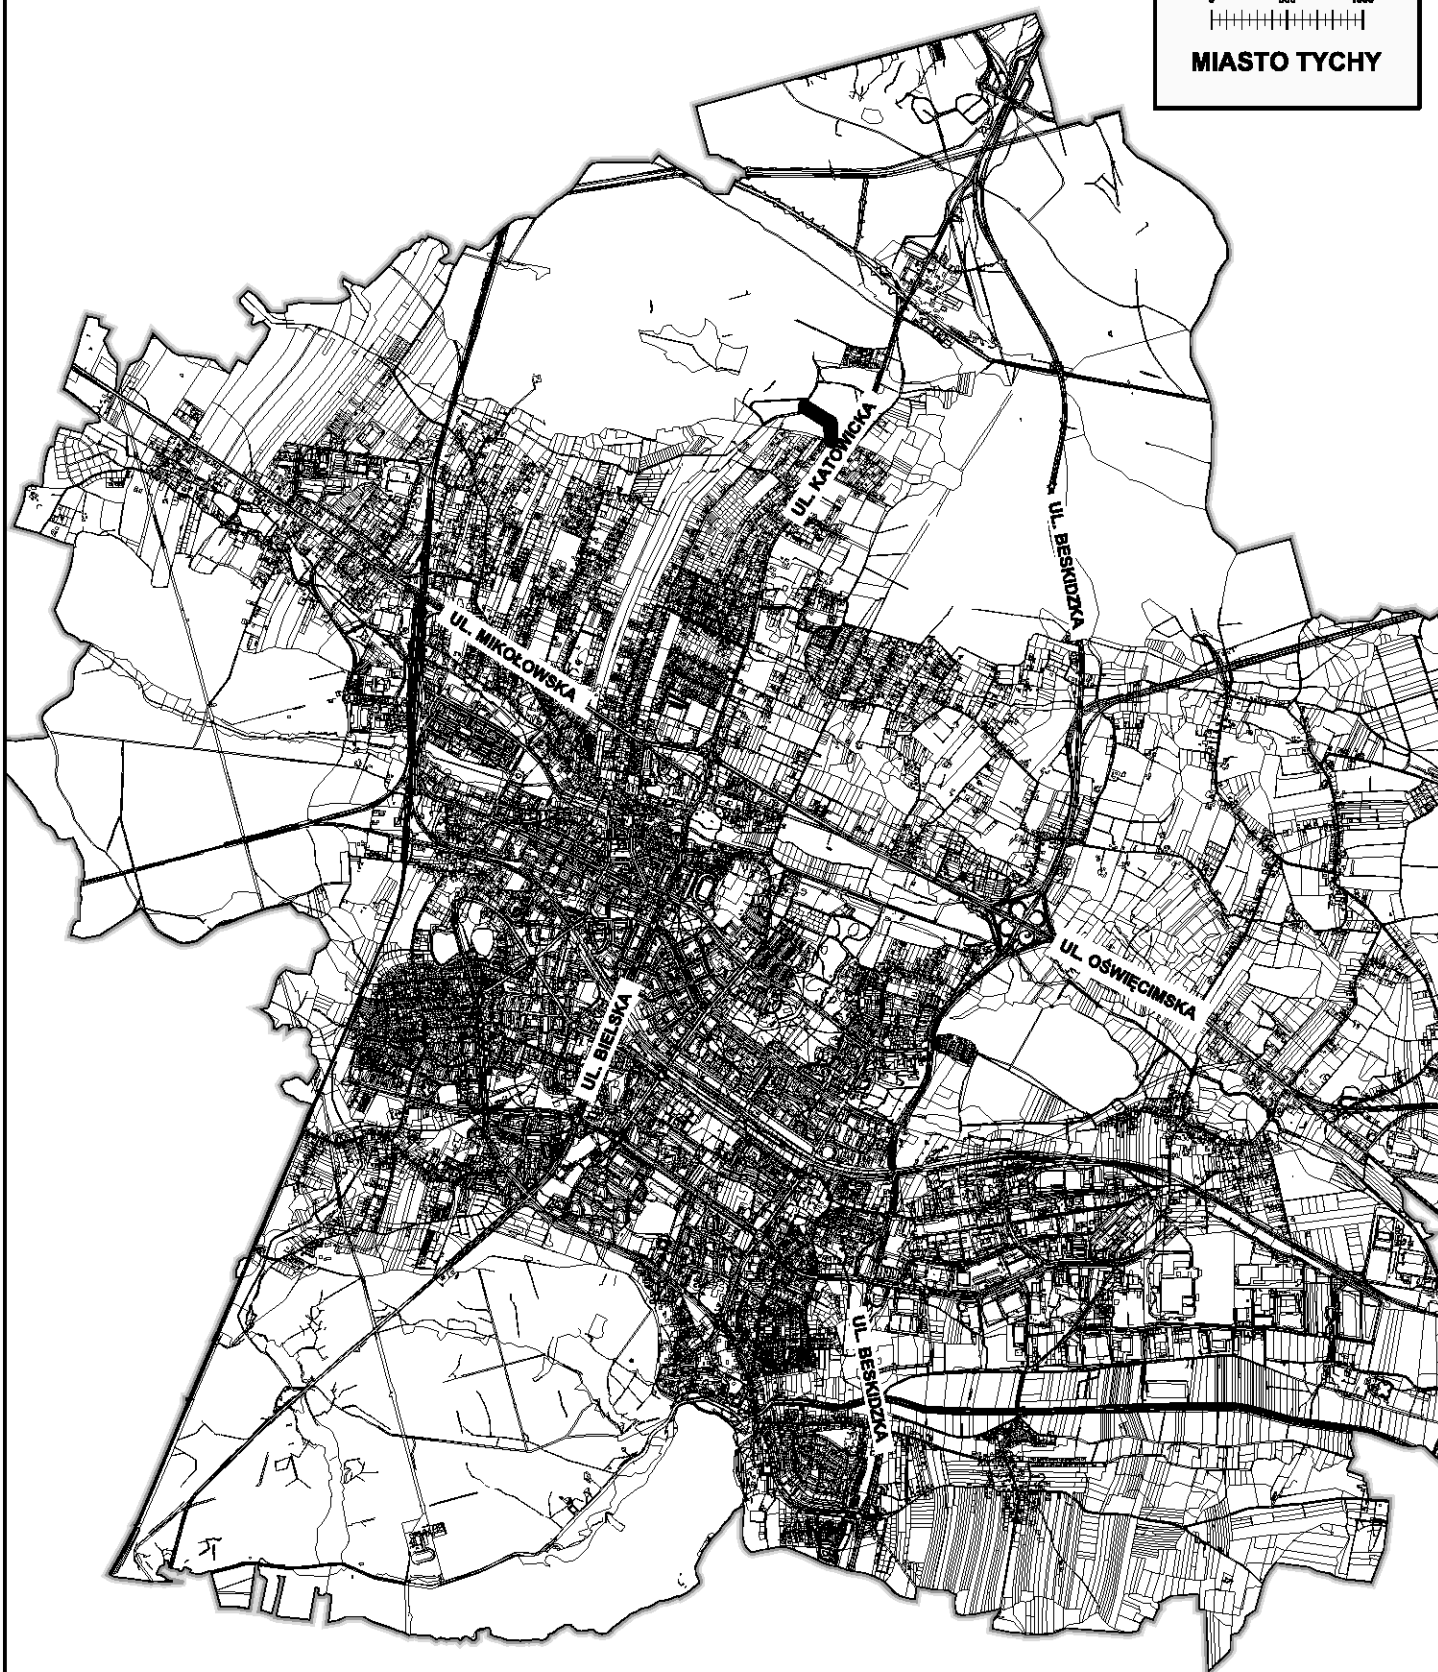 MIASTO TYCHY
UL. KATOWICKA
UL. BESKIDZKA
UL. MIKOŁOWSKA
UL. OŚWIĘCIMSKA
UL. BIELSKA
UL. BESKIDZKA